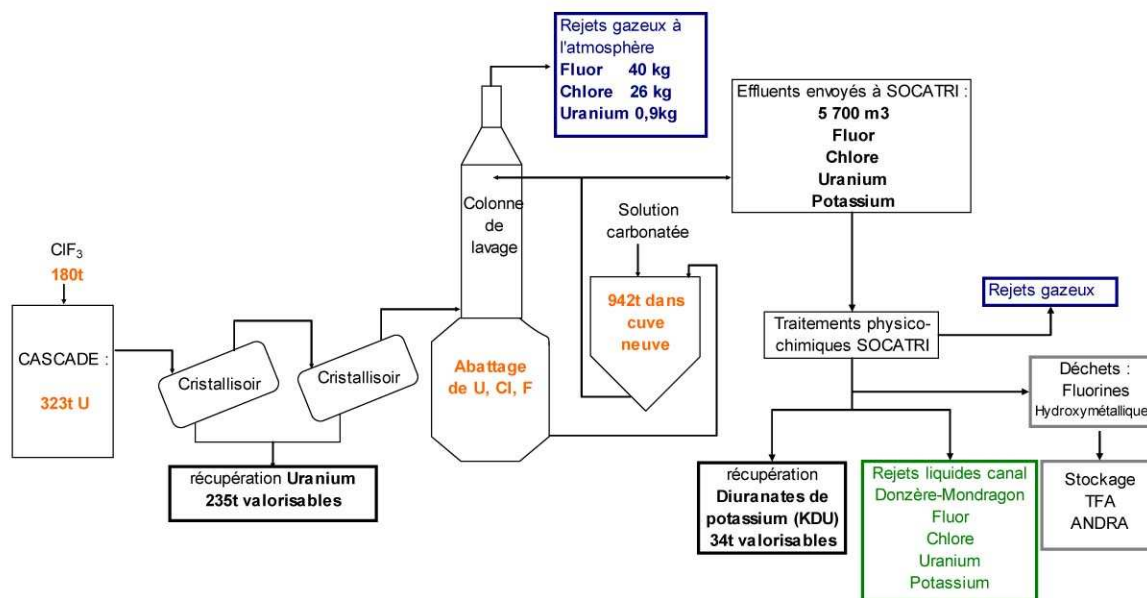 Rejets gazeux à
l'atmosphère
Fluor 40 kg
Chlore 26 kg
Uranium 0,9kg
Effluents envoyés à SOCATRI :
5 700 m3
Fluor
Chlore
Uranium
Potassium
Colonne
de
lavage
Solution
carbonatée
ClF3
180t
CASCADE :
323t U
Cristallisoir
Cristallisoir
Abattage
de U, Cl, F
942t dans
cuve
neuve
Rejets gazeux
Traitements physico-
chimiques SOCATRI
Déchets :
Fluorines
Hydroxymétallique
récupération Uranium
235t valorisables
récupération
Diuranates de
potassium (KDU)
34t valorisables
Rejets liquides canal
Donzère-Mondragon
Fluor
Chlore
Uranium
Potassium
Stockage
TFA
ANDRA